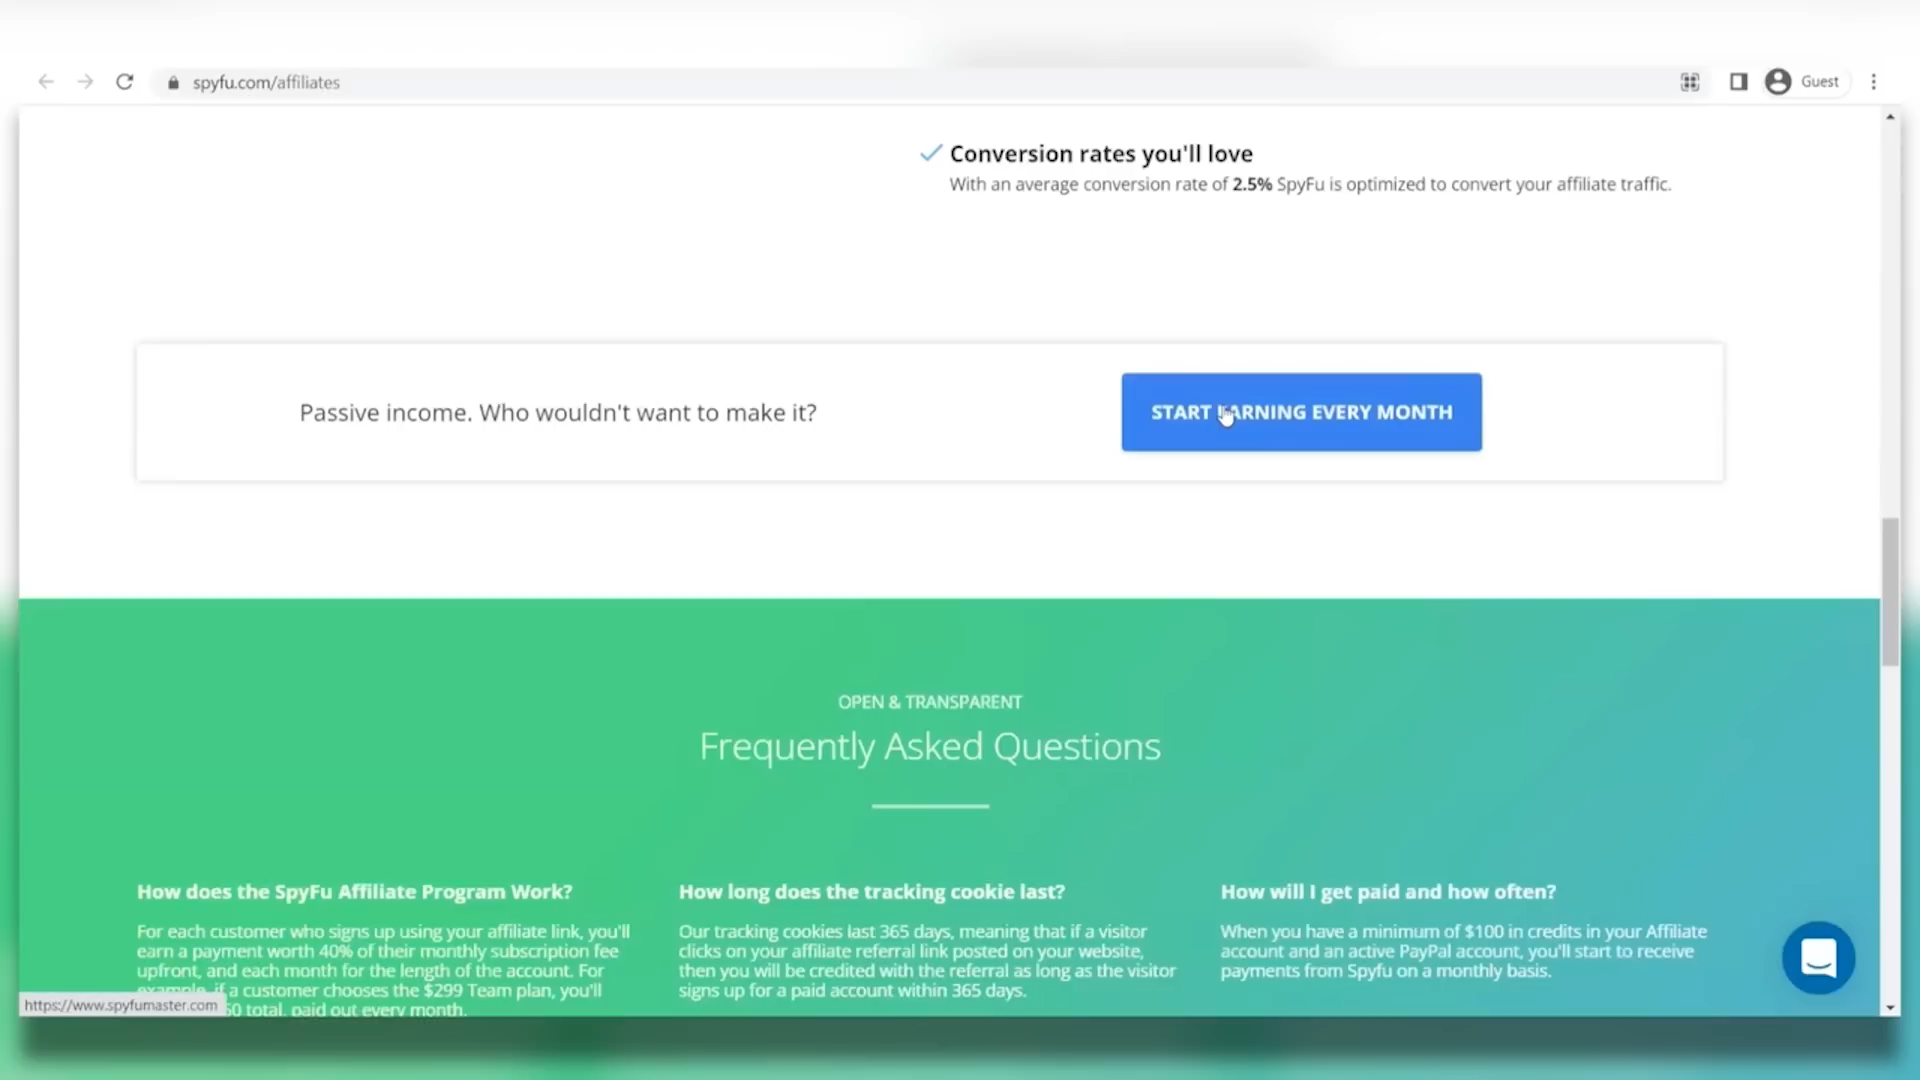 spyfu.com/affiliates
Guest
Conversion rates you'll love
With an average conversion rate of 2.5% SpyFu is optimized to convert your affiliate traffic.
Passive income. Who wouldn't want to make it?
START EARNING EVERY MONTH
OPEN & TRANSPARENT
Frequently Asked Questions
How does the SpyFu Affiliate Program Work?
For each customer who signs up using your affiliate link, you'll
earn a payment worth 40% of their monthly subscription fee
upfront, and each month for the length of the account. For
example, if a customer chooses the $299 Team plan, you'll
50 total, paid out every month.
How long does the tracking cookie last?
Our tracking cookies last 365 days, meaning that if a visitor
clicks on your affiliate referral link posted on your website,
then you will be credited with the referral as long as the visitor
signs up for a paid account within 365 days.
How will I get paid and how often?
When you have a minimum of $100 in credits in your Affiliate
account and an active PayPal account, you'll start to receive
payments from Spyfu on a monthly basis.
https://www.spyfumaster.com